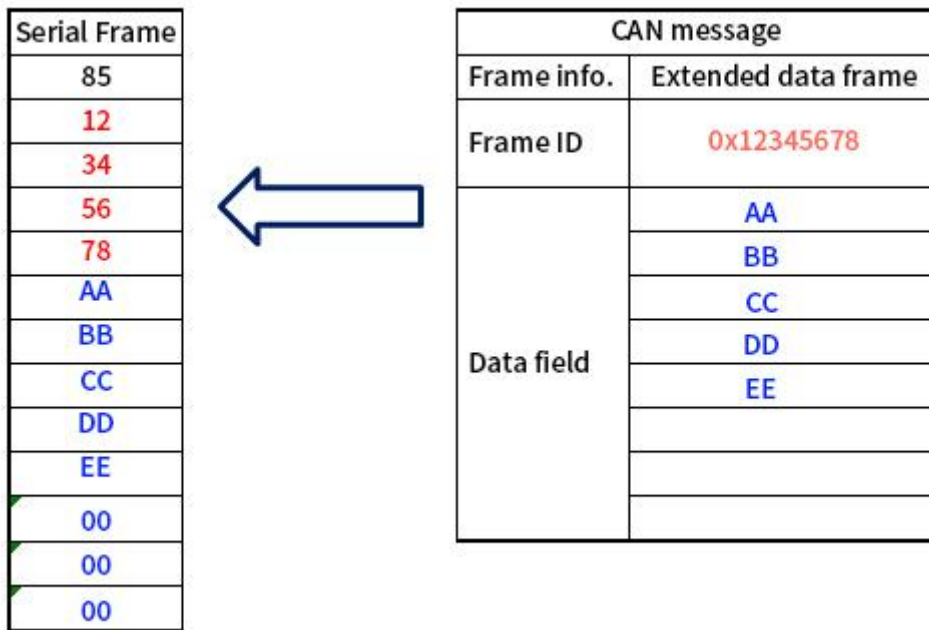 Serial Frame
85
12
34
56
78
AA
BB
CC
DD
EE
00
00
00
CAN message
Frame info. Extended data frame
Frame ID 0x12345678
Data field
AA
BB
CC
DD
EE